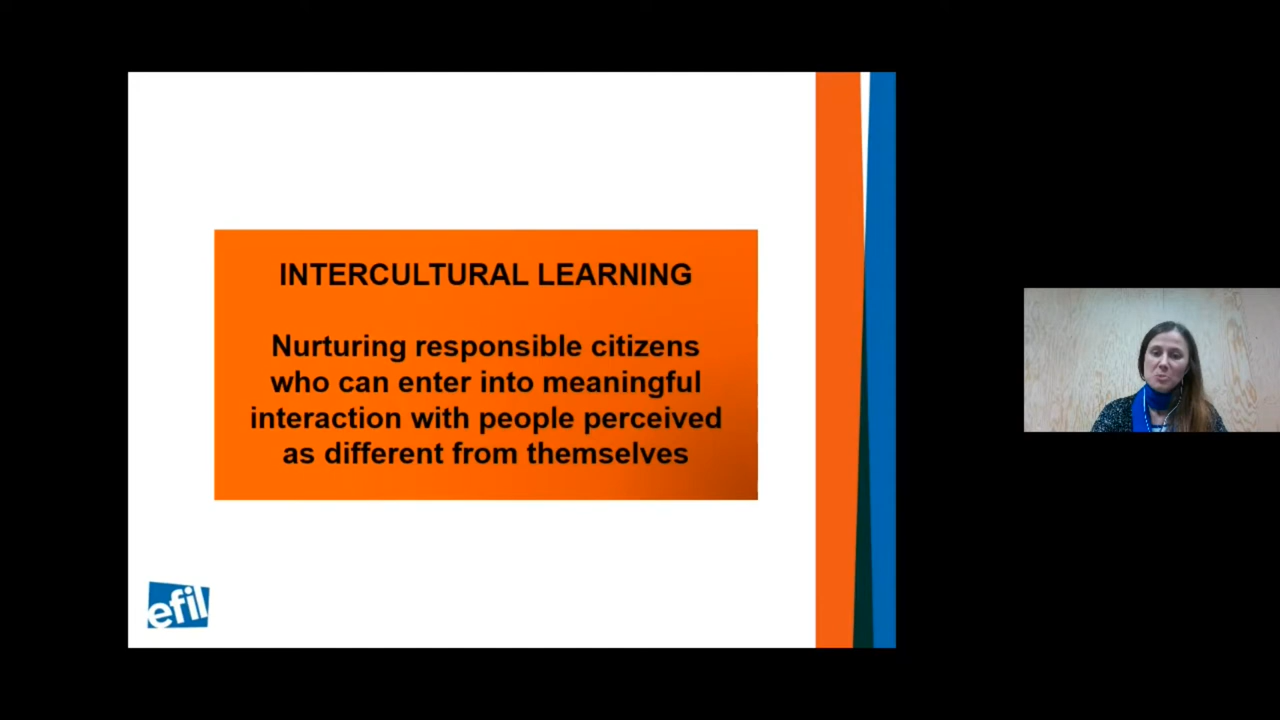 INTERCULTURAL LEARNING
Nurturing responsible citizens
who can enter into meaningful
interaction with people perceived
as different from themselves
efil